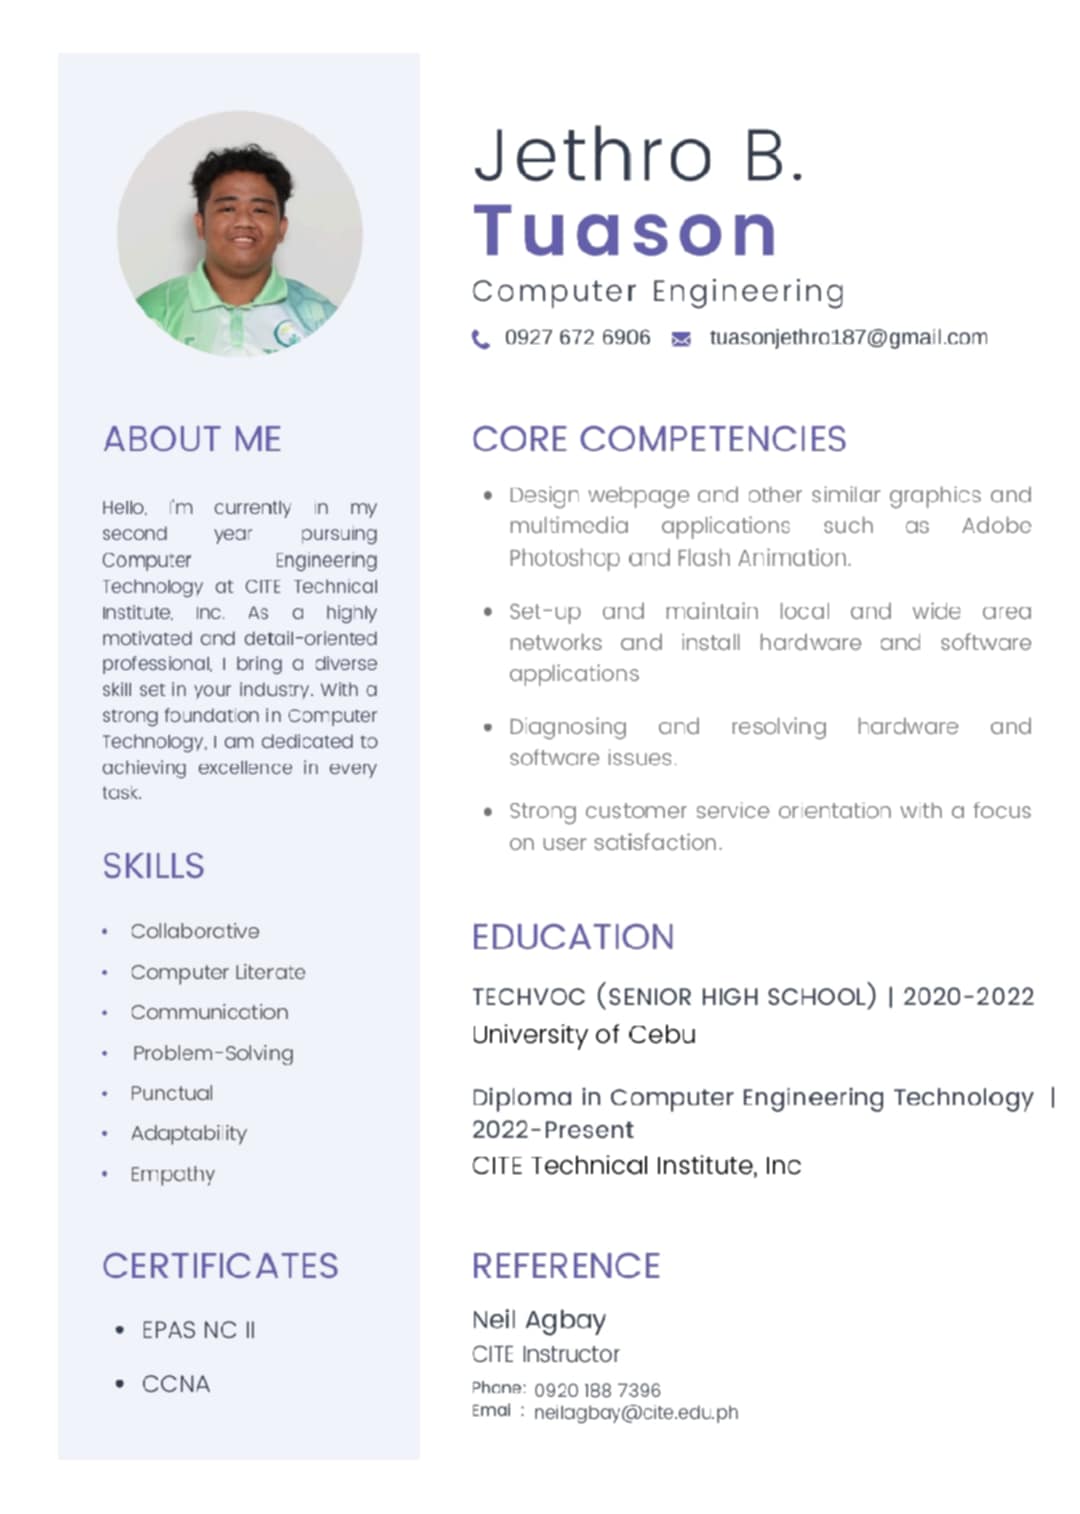 Jethro B.
Tuason
Computer Engineering
0927 672 6906 tuasonjethro187@gmail.com
ABOUT ME
Hello, I'm currently in my
second year pursuing
Computer Engineering
Technology at CITE Technical
Institute, Inc. As a highly
motivated and detail-oriented
professional, I bring a diverse
skill set in your industry. With a
strong foundation in Computer
Technology, I am dedicated to
achieving excellence in every
task.
SKILLS
• Collaborative
• Computer Literate
• Communication
• Problem-Solving
• Punctual
• Adaptability
• Empathy
CERTIFICATES
• EPAS NC II
• CCNA
CORE COMPETENCIES
• Design webpage and other similar graphics and
multimedia applications such as Adobe
Photoshop and Flash Animation.
• Set-up and maintain local and wide area
networks and install hardware and software
applications
• Diagnosing and resolving hardware and
software issues.
• Strong customer service orientation with a focus
on user satisfaction.
EDUCATION
TECHVOC (SENIOR HIGH SCHOOL) | 2020-2022
University of Cebu
Diploma in Computer Engineering Technology |
2022-Present
CITE Technical Institute, Inc
REFERENCE
Neil Agbay
CITE Instructor
Phone: 0920 188 7396
Email : neilagbay@cite.edu.ph